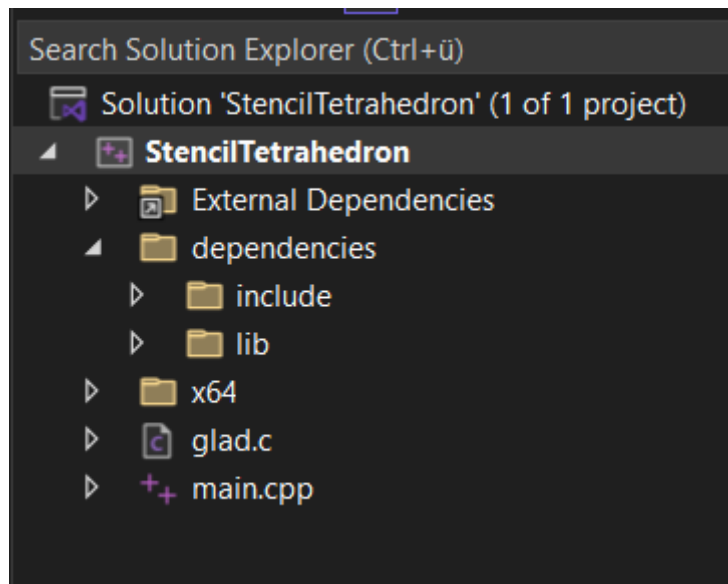 Search Solution Explorer (Ctrl+ü)
Solution 'StencilTetrahedron' (1 of 1 project)
StencilTetrahedron
External Dependencies
dependencies
include
lib
x64
glad.c
main.cpp